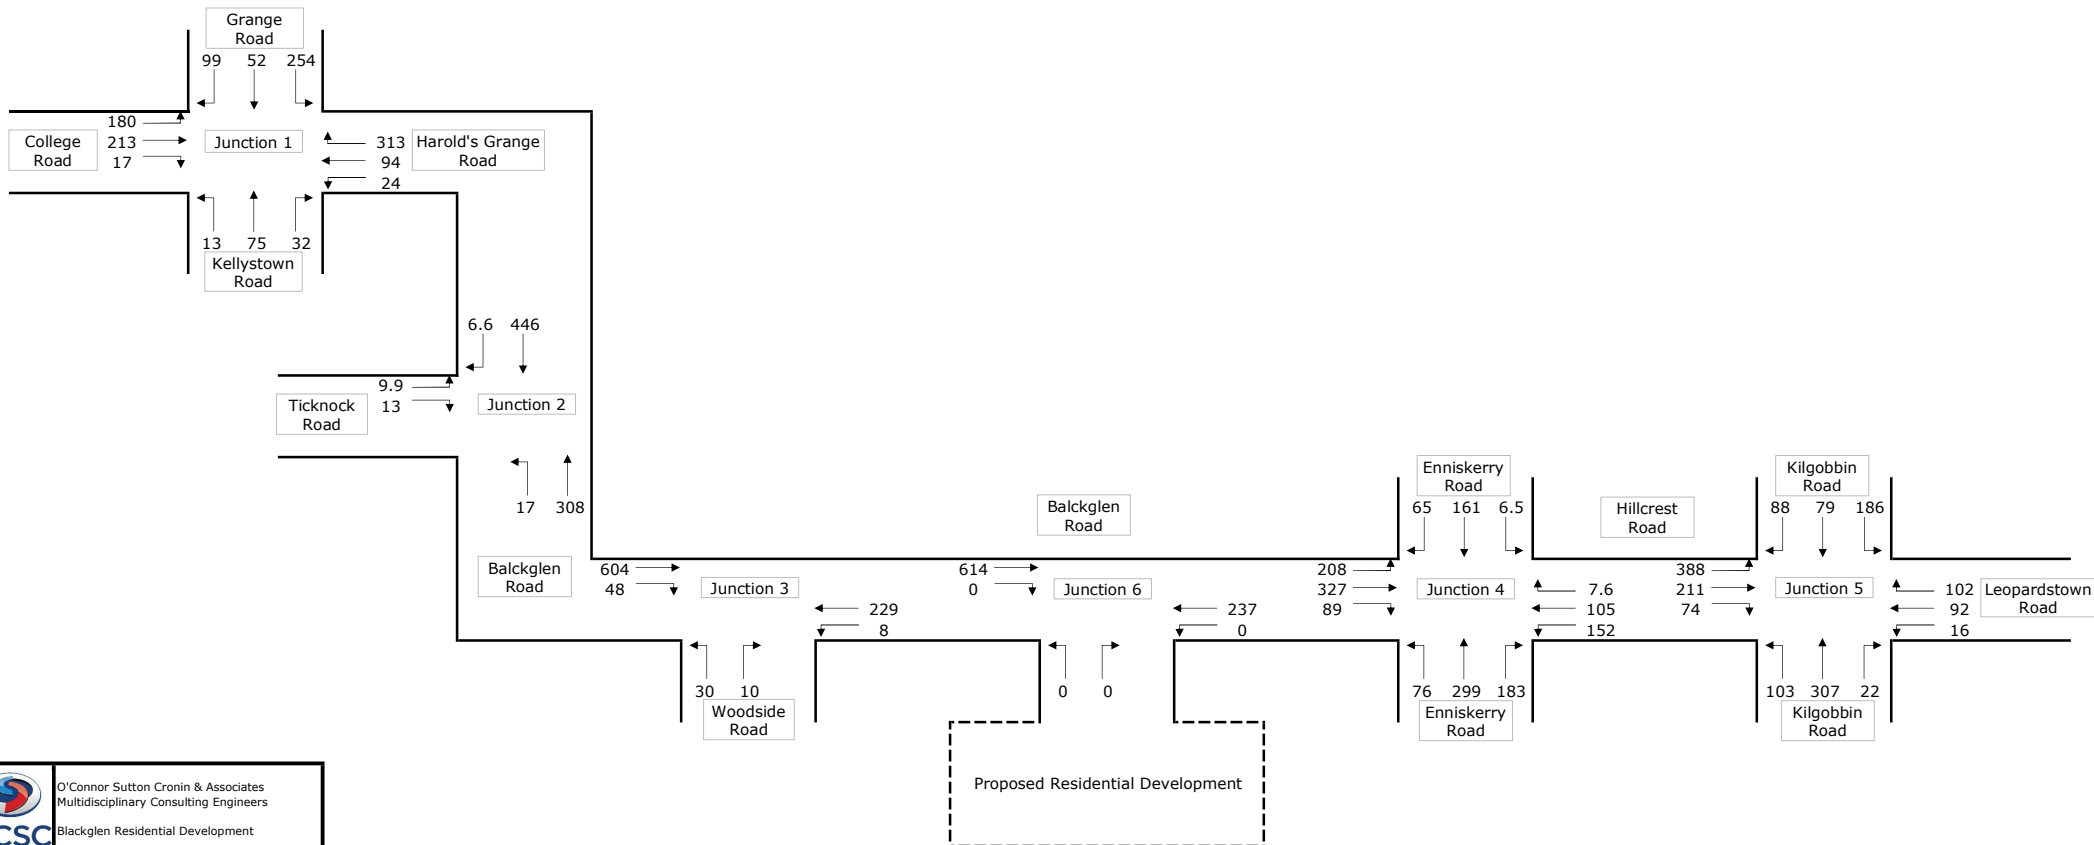 Grange
Road
99 52 254
180
College
Road
213
17
Junction 1
313
94
24
Harold's Grange
Road
13 75 32
Kellystown
Road
6.6 446
9.9
13
Ticknock
Road
Junction 2
17 308
Balckglen
Road
604
48
Junction 3
229
8
30 10
Woodside
Road
Balckglen
Road
614
0
Junction 6
237
0
0 0
Proposed Residential Development
Enniskerry
Road
65 161 6.5
208
327
89
Junction 4
7.6
105
152
76 299 183
Enniskerry
Road
Hillcrest
Road
Kilgobbin
Road
88 79 186
388
211
74
Junction 5
102
92
16
Leopardstown
Road
103 307 22
Kilgobbin
Road
O'Connor Sutton Cronin & Associates
Multidisciplinary Consulting Engineers
CSC
Blackglen Residential Development